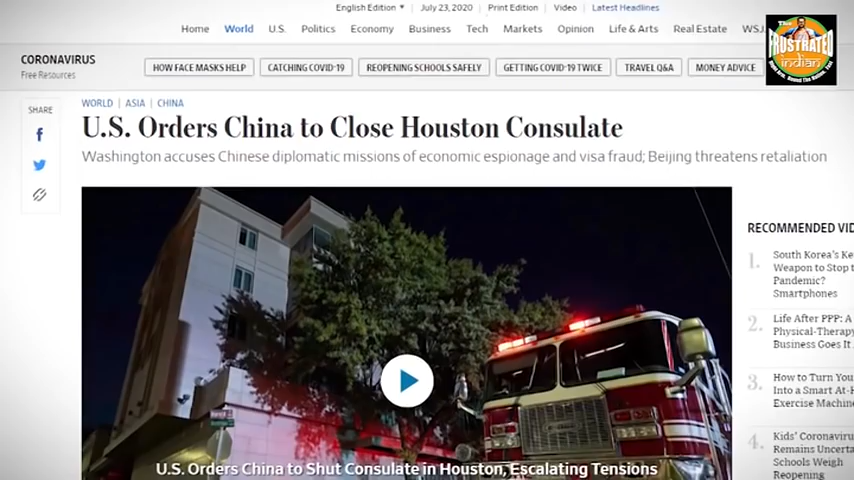 English Edition ▾ | July 23, 2020 | Print Edition | Video | Latest Headlines
Home World U.S. Politics Economy Business Tech Markets Opinion Life & Arts Real Estate WSJ.
The
FRUSTRATED
indian
CORONAVIRUS
Free Resources
HOW FACE MASKS HELP CATCHING COVID-19 REOPENING SCHOOLS SAFELY GETTING COVID-19 TWICE TRAVEL Q&A MONEY ADVICE
SHARE
WORLD | ASIA | CHINA
U.S. Orders China to Close Houston Consulate
Washington accuses Chinese diplomatic missions of economic espionage and visa fraud; Beijing threatens retaliation
U.S. Orders China to Shut Consulate in Houston, Escalating Tensions
RECOMMENDED VID
1. South Korea's Ke
Weapon to Stop t
Pandemic?
Smartphones
2. Life After PPP: A
Physical-Therapy
Business Goes It
3. How to Turn You
Into a Smart At-H
Exercise Machine
4. Kids' Coronaviru
Remains Uncerta
Schools Weigh
Reopening